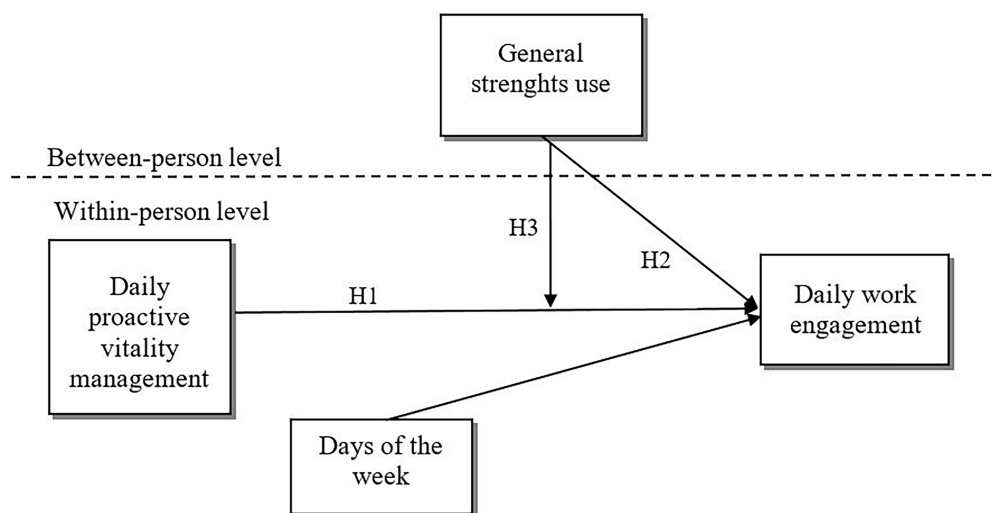 General
strenghts use
Between-person level
Within-person level
H3
H2
H1
Daily
proactive
vitality
management
Daily work
engagement
Days of the
week